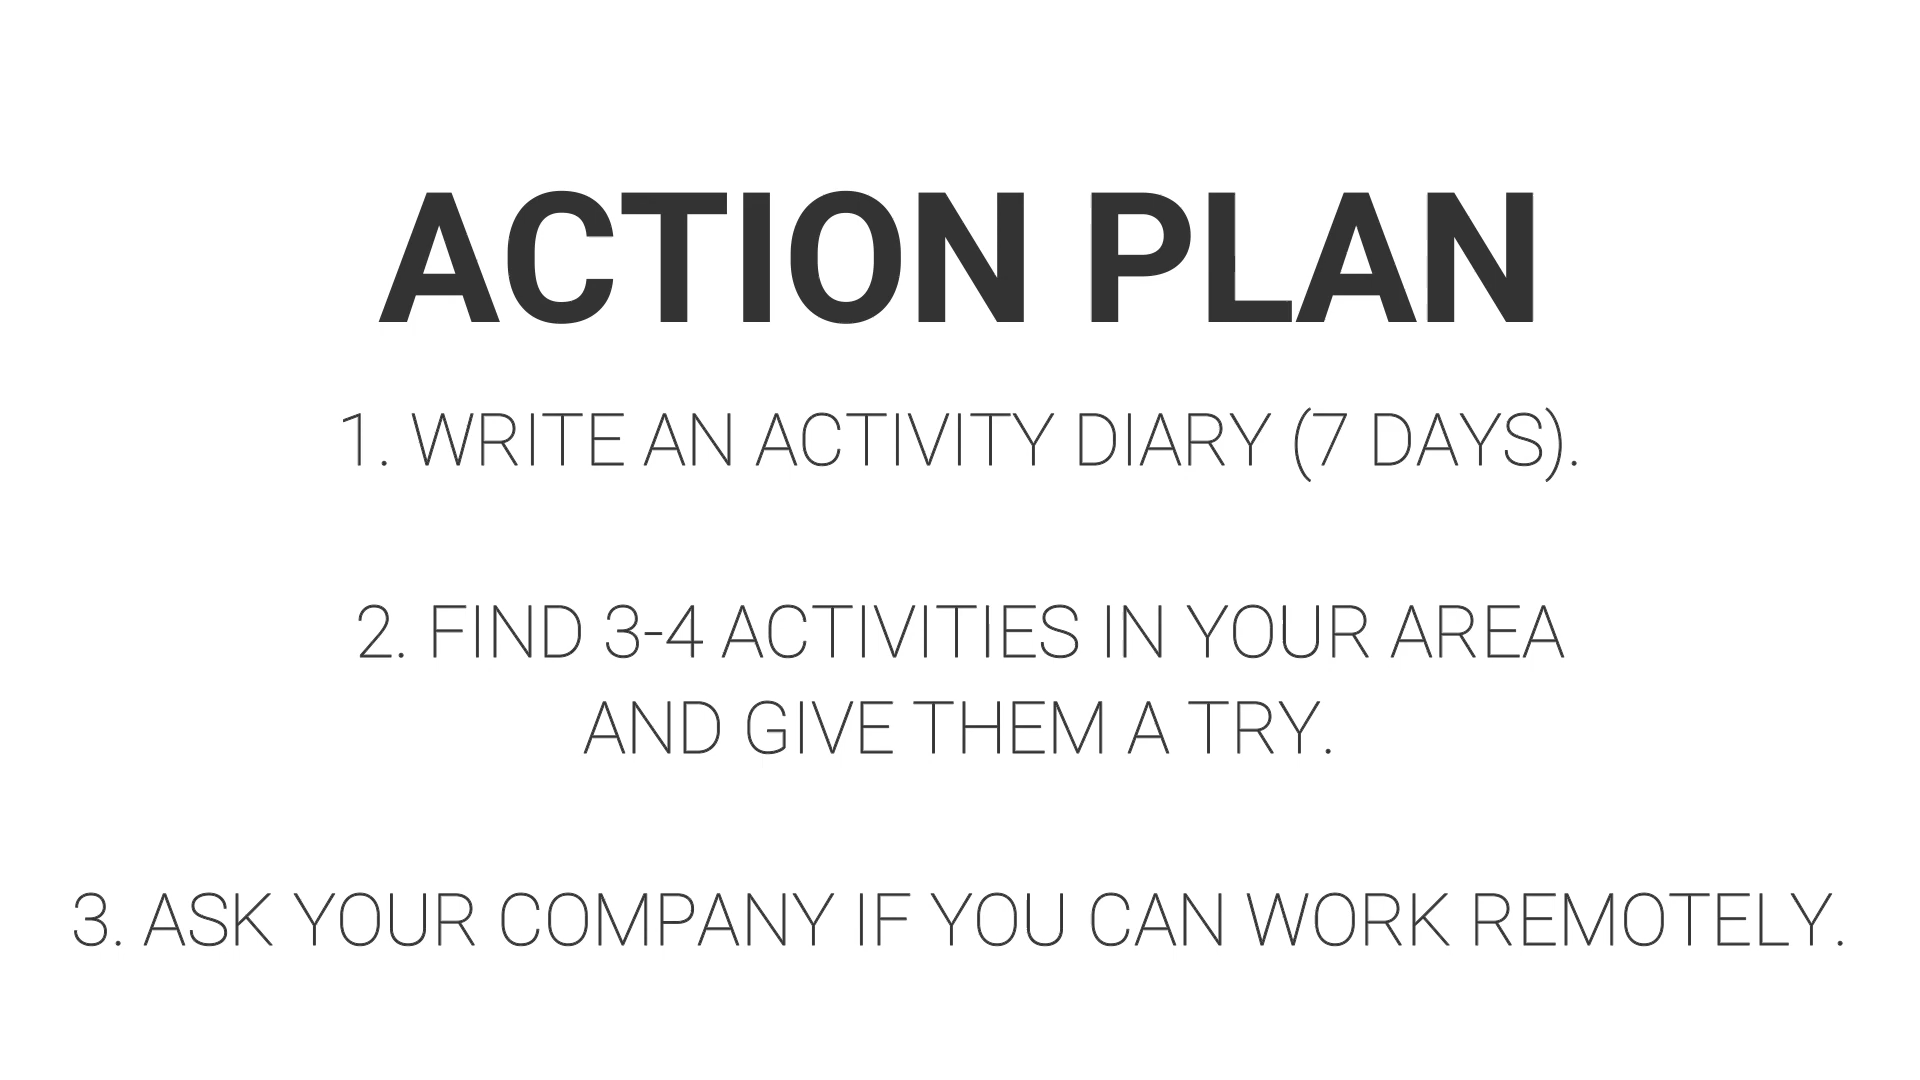 ACTION PLAN
1. WRITE AN ACTIVITY DIARY (7 DAYS).
2. FIND 3-4 ACTIVITIES IN YOUR AREA
AND GIVE THEM A TRY.
3. ASK YOUR COMPANY IF YOU CAN WORK REMOTELY.